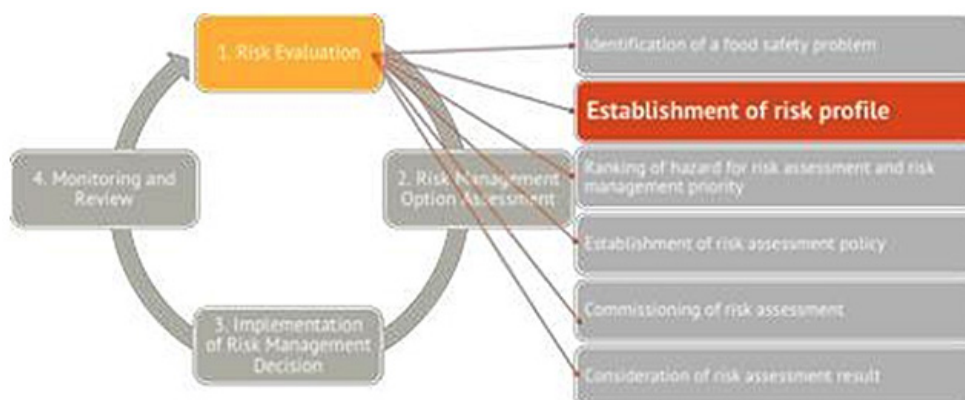 1. Risk Evaluation
2. Risk Management
Option Assessment
3. Implementation
of Risk Management
Decision
4. Monitoring and
Review
Identification of a food safety problem
Establishment of risk profile
Ranking of hazard for risk assessment and risk
management priority
Establishment of risk assessment policy
Commissioning of risk assessment
Consideration of risk assessment result